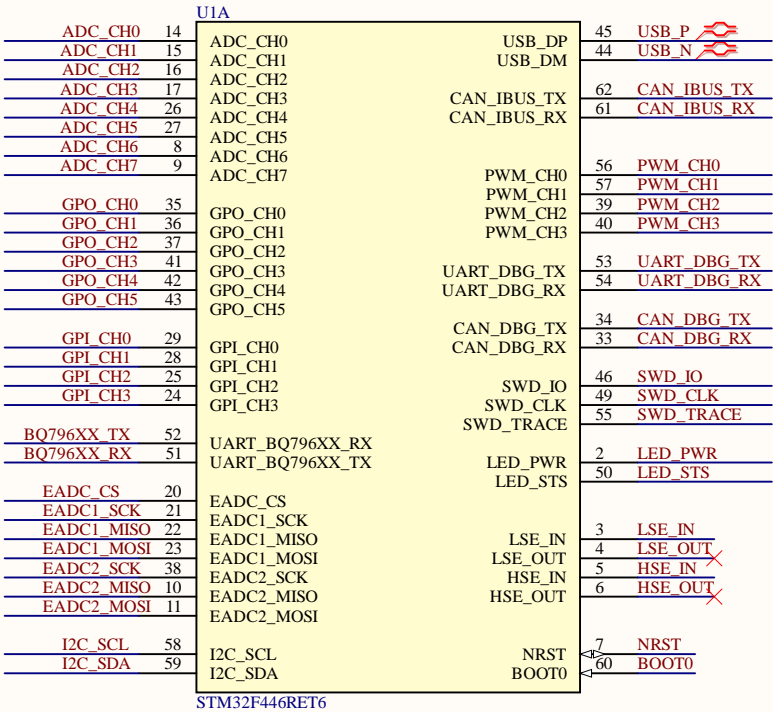 U1A
ADC_CH0 14 ADC_CH0
ADC_CH1 15 ADC_CH1
ADC_CH2 16 ADC_CH2
ADC_CH3 17 ADC_CH3
ADC_CH4 26 ADC_CH4
ADC_CH5 27 ADC_CH5
ADC_CH6 8 ADC_CH6
ADC_CH7 9 ADC_CH7
GPO_CH0 35 GPO_CH0
GPO_CH1 36 GPO_CH1
GPO_CH2 37 GPO_CH2
GPO_CH3 41 GPO_CH3
GPO_CH4 42 GPO_CH4
GPO_CH5 43 GPO_CH5
GPI_CH0 29 GPI_CH0
GPI_CH1 28 GPI_CH1
GPI_CH2 25 GPI_CH2
GPI_CH3 24 GPI_CH3
BQ796XX_TX 52 UART_BQ796XX_RX
BQ796XX_RX 51 UART_BQ796XX_TX
EADC_CS 20 EADC_CS
EADC1_SCK 21 EADC1_SCK
EADC1_MISO 22 EADC1_MISO
EADC1_MOSI 23 EADC1_MOSI
EADC2_SCK 38 EADC2_SCK
EADC2_MISO 10 EADC2_MISO
EADC2_MOSI 11 EADC2_MOSI
I2C_SCL 58 I2C_SCL
I2C_SDA 59 I2C_SDA
USB_DP 45 USB_P
USB_DM 44 USB_N
CAN_IBUS_TX 62 CAN_IBUS_TX
CAN_IBUS_RX 61 CAN_IBUS_RX
PWM_CH0 56 PWM_CH0
PWM_CH1 57 PWM_CH1
PWM_CH2 39 PWM_CH2
PWM_CH3 40 PWM_CH3
UART_DBG_TX 53 UART_DBG_TX
UART_DBG_RX 54 UART_DBG_RX
CAN_DBG_TX 34 CAN_DBG_TX
CAN_DBG_RX 33 CAN_DBG_RX
SWD_IO 46 SWD_IO
SWD_CLK 49 SWD_CLK
SWD_TRACE 55 SWD_TRACE
LED_PWR 2 LED_PWR
LED_STS 50 LED_STS
LSE_IN 3 LSE_IN
LSE_OUT 4 LSE_OUT
HSE_IN 5 HSE_IN
HSE_OUT 6 HSE_OUT
NRST 7 NRST
BOOT0 60 BOOT0
STM32F446RET6